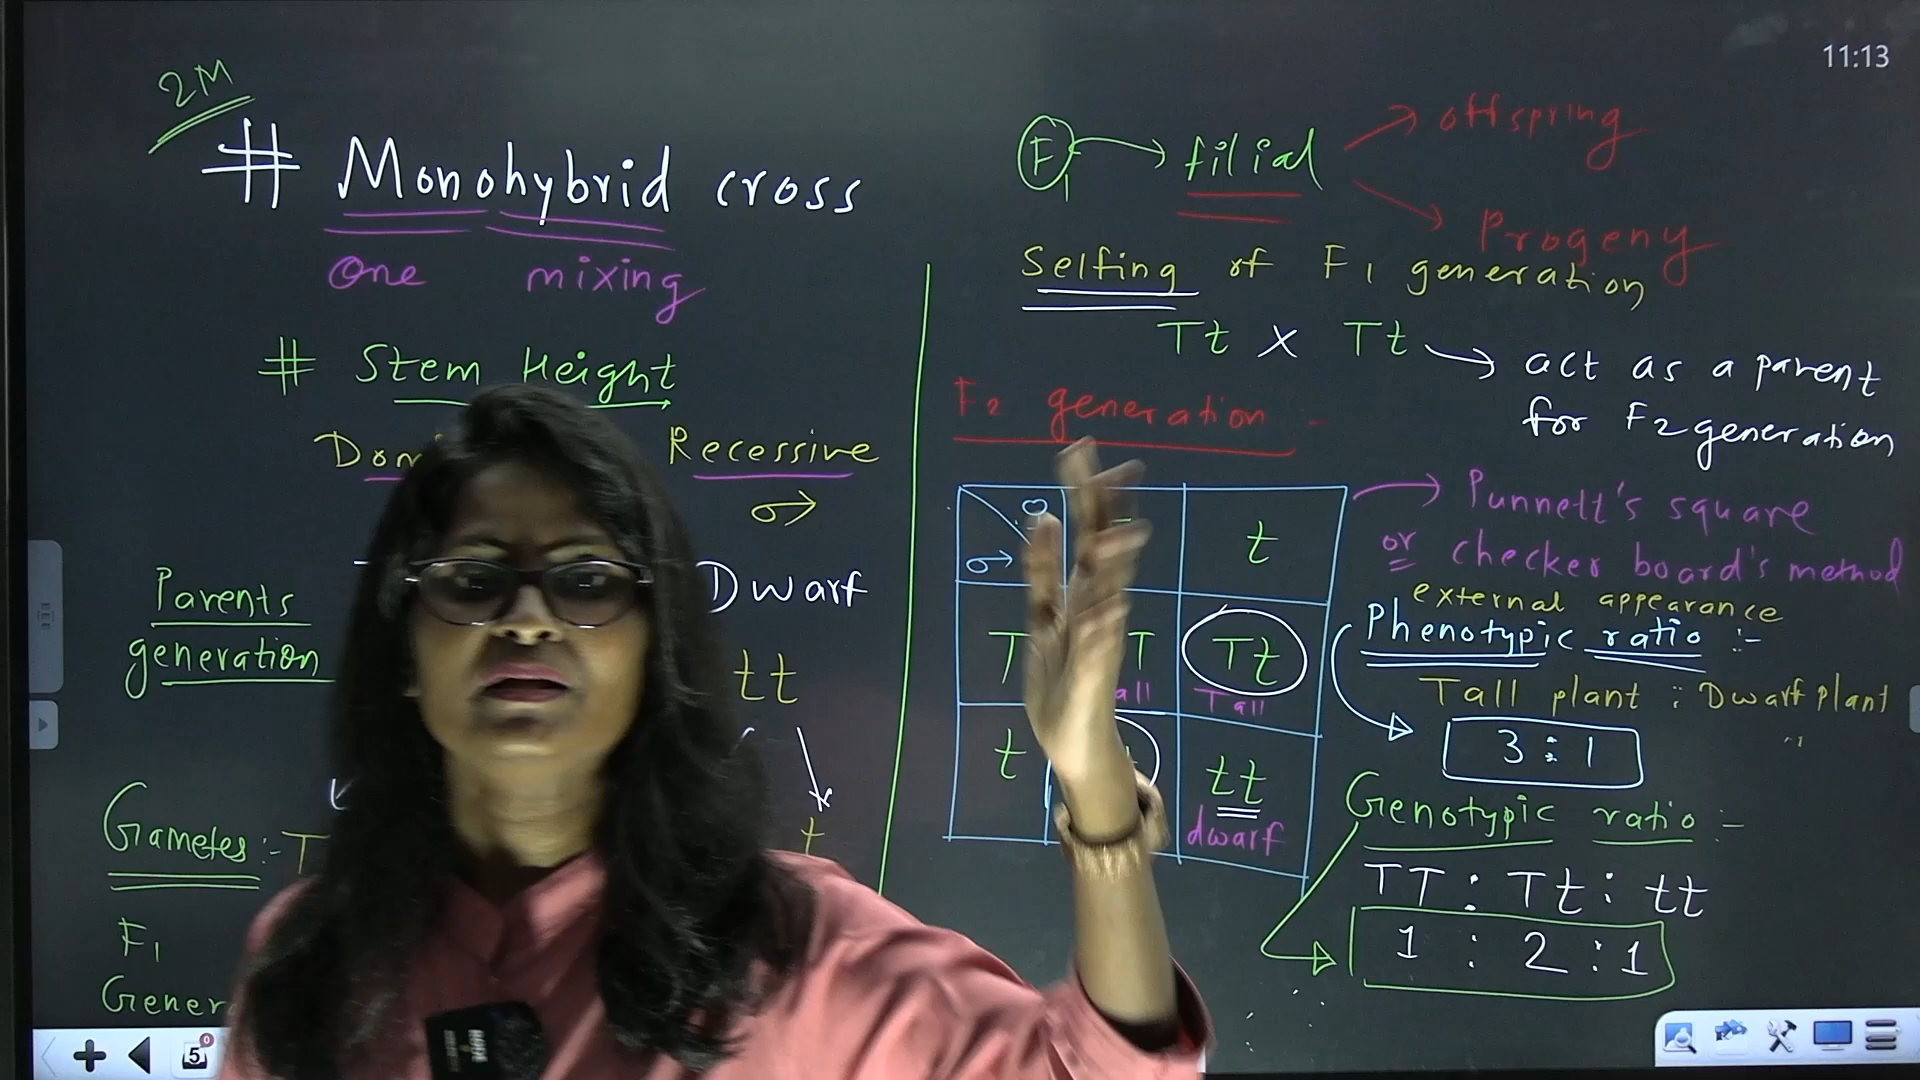 11:13
2M
# Monohybrid cross
One mixing
# Stem Height
Recessive
Parents
generation
Dwarf
tt
Gametes :- T
t
F1
F1 → filial
offspring
Progeny
Selfing of F1 generation
Tt X Tt → act as a parent
for F2 generation
F2 generation
t
T
Tt
Tall
t
tt
dwarf
Punnett's square
or checker board's method
external appearance
Phenotypic ratio :-
Tall plant : Dwarf plant
3 : 1
Genotypic ratio :-
TT : Tt : tt
1 : 2 : 1
5
0